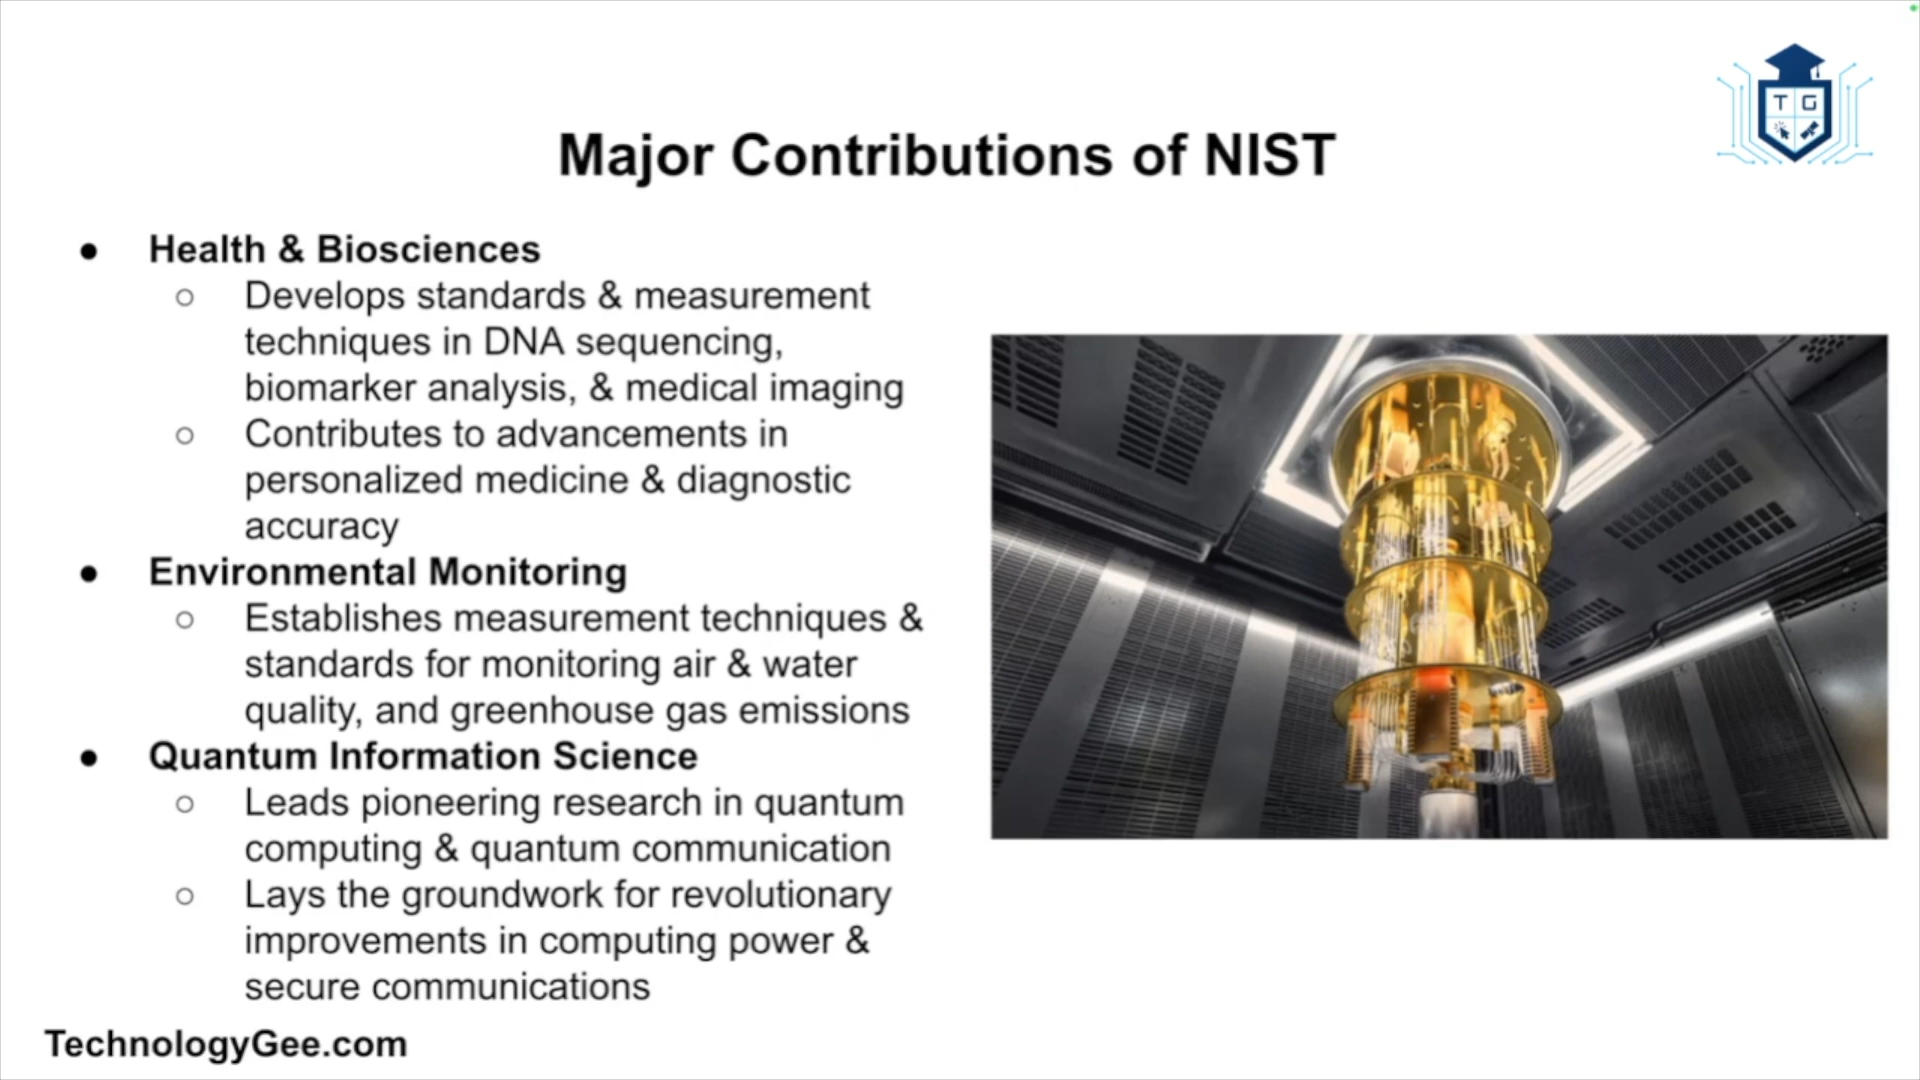 T G
Major Contributions of NIST
● Health & Biosciences
○ Develops standards & measurement
techniques in DNA sequencing,
biomarker analysis, & medical imaging
○ Contributes to advancements in
personalized medicine & diagnostic
accuracy
● Environmental Monitoring
○ Establishes measurement techniques &
standards for monitoring air & water
quality, and greenhouse gas emissions
● Quantum Information Science
○ Leads pioneering research in quantum
computing & quantum communication
○ Lays the groundwork for revolutionary
improvements in computing power &
secure communications
TechnologyGee.com